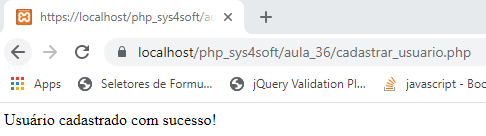 https://localhost/php_sys4soft/au
localhost/php_sys4soft/aula_36/cadastrar_usuario.php
Apps Seletores de Formu... jQuery Validation Pl... javascript - Boo
Usuário cadastrado com sucesso!